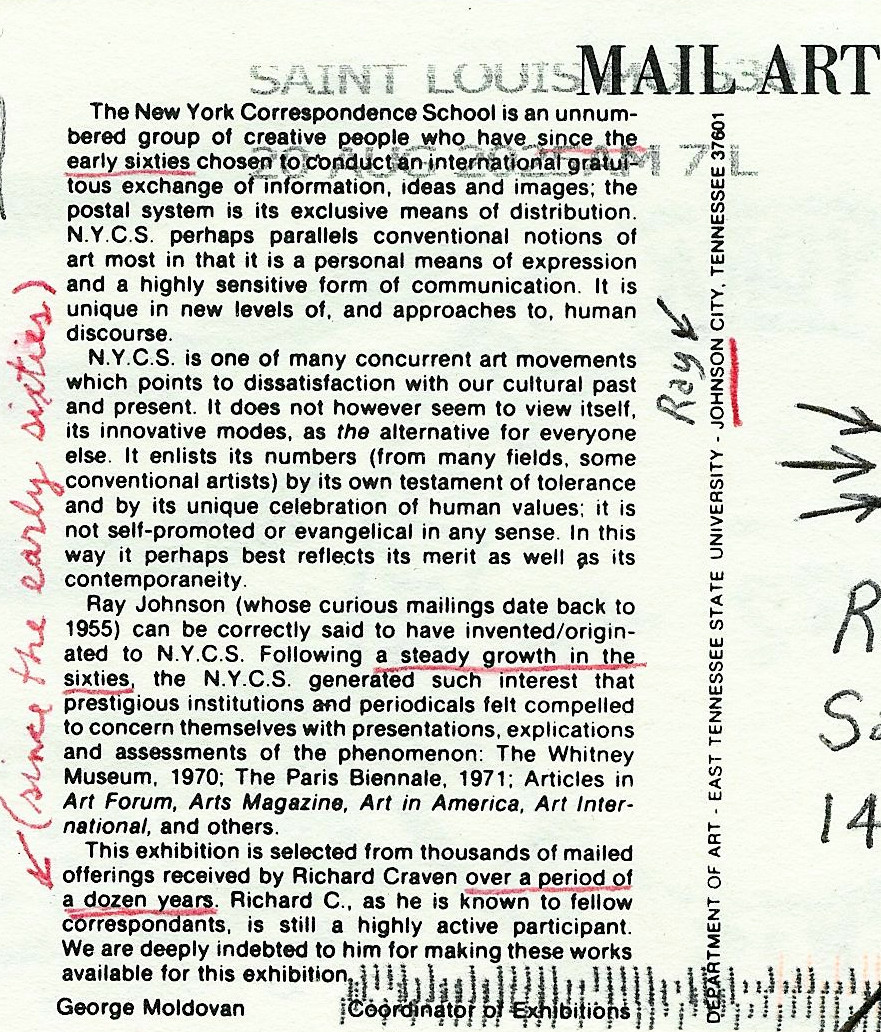 SAINT LOUIS MO 630
MAIL ART
20 AUG 2025 AM 7 L
The New York Correspondence School is an unnum-
bered group of creative people who have since the
early sixties chosen to conduct an international gratui-
tous exchange of information, ideas and images; the
postal system is its exclusive means of distribution.
N.Y.C.S. perhaps parallels conventional notions of
art most in that it is a personal means of expression
and a highly sensitive form of communication. It is
unique in new levels of, and approaches to, human
discourse.
N.Y.C.S. is one of many concurrent art movements
which points to dissatisfaction with our cultural past
and present. It does not however seem to view itself,
its innovative modes, as the alternative for everyone
else. It enlists its numbers (from many fields, some
conventional artists) by its own testament of tolerance
and by its unique celebration of human values; it is
not self-promoted or evangelical in any sense. In this
way it perhaps best reflects its merit as well as its
contemporaneity.
Ray Johnson (whose curious mailings date back to
1955) can be correctly said to have invented/origin-
ated to N.Y.C.S. Following a steady growth in the
sixties, the N.Y.C.S. generated such interest that
prestigious institutions and periodicals felt compelled
to concern themselves with presentations, explications
and assessments of the phenomenon: The Whitney
Museum, 1970; The Paris Biennale, 1971; Articles in
Art Forum, Arts Magazine, Art in America, Art Inter-
national, and others.
This exhibition is selected from thousands of mailed
offerings received by Richard Craven over a period of
a dozen years. Richard C., as he is known to fellow
correspondants, is still a highly active participant.
We are deeply indebted to him for making these works
available for this exhibition.
George Moldovan Coordinator of Exhibitions
(since the early sixties)
Ray
DEPARTMENT OF ART - EAST TENNESSEE STATE UNIVERSITY - JOHNSON CITY, TENNESSEE 37601
R
Sa
14